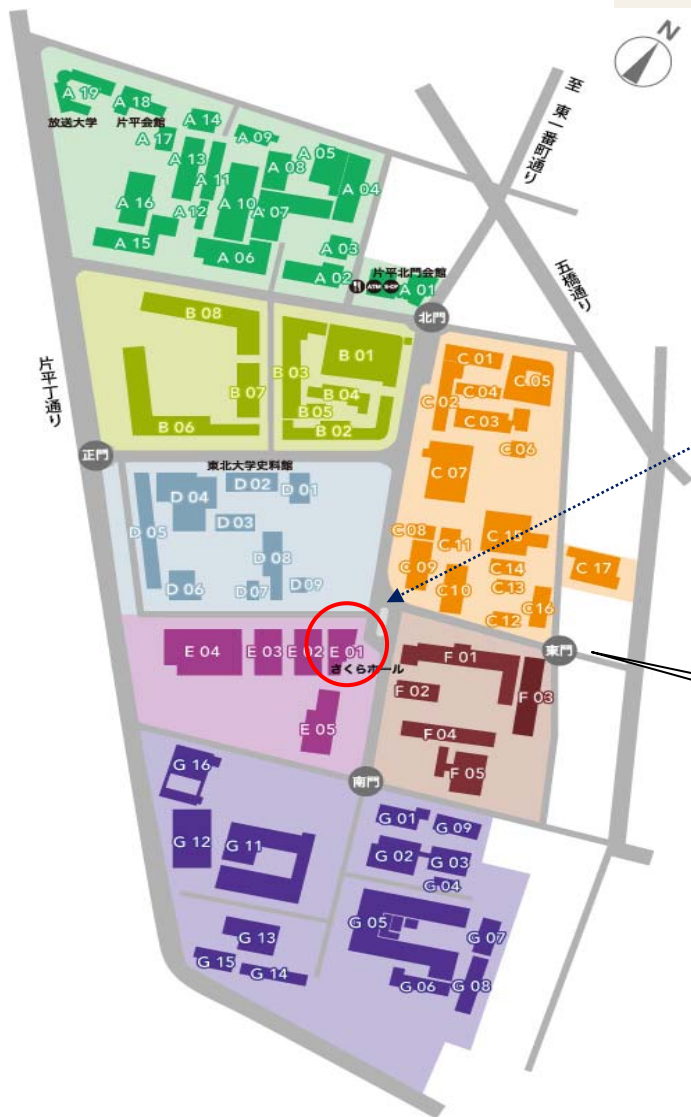 N
至 東一番町通り
五橋通り
片平丁通り
A 19
A 18
放送大学
片平会館
A 14
A 17
A 09
A 05
A 13
A 08
A 04
A 11
A 16
A 12
A 10
A 07
A 15
A 06
A 03
A 02
片平北門会館
ATM
A 01
北門
B 08
B 01
B 03
B 07
B 04
B 05
B 06
B 02
C 01
C 05
C 04
C 02
C 03
C 06
C 07
正門
東北大学史料館
D 04
D 02
D 01
D 03
D 05
D 08
D 06
D 07
D 09
C 08
C 11
C 09
C 10
C 14
C 13
C 17
C 16
C 12
東門
E 04
E 03
E 02
E 01
さくらホール
E 05
F 01
F 02
F 03
F 04
F 05
南門
G 16
G 12
G 11
G 01
G 09
G 02
G 03
G 04
G 05
G 07
G 13
G 15
G 14
G 06
G 08